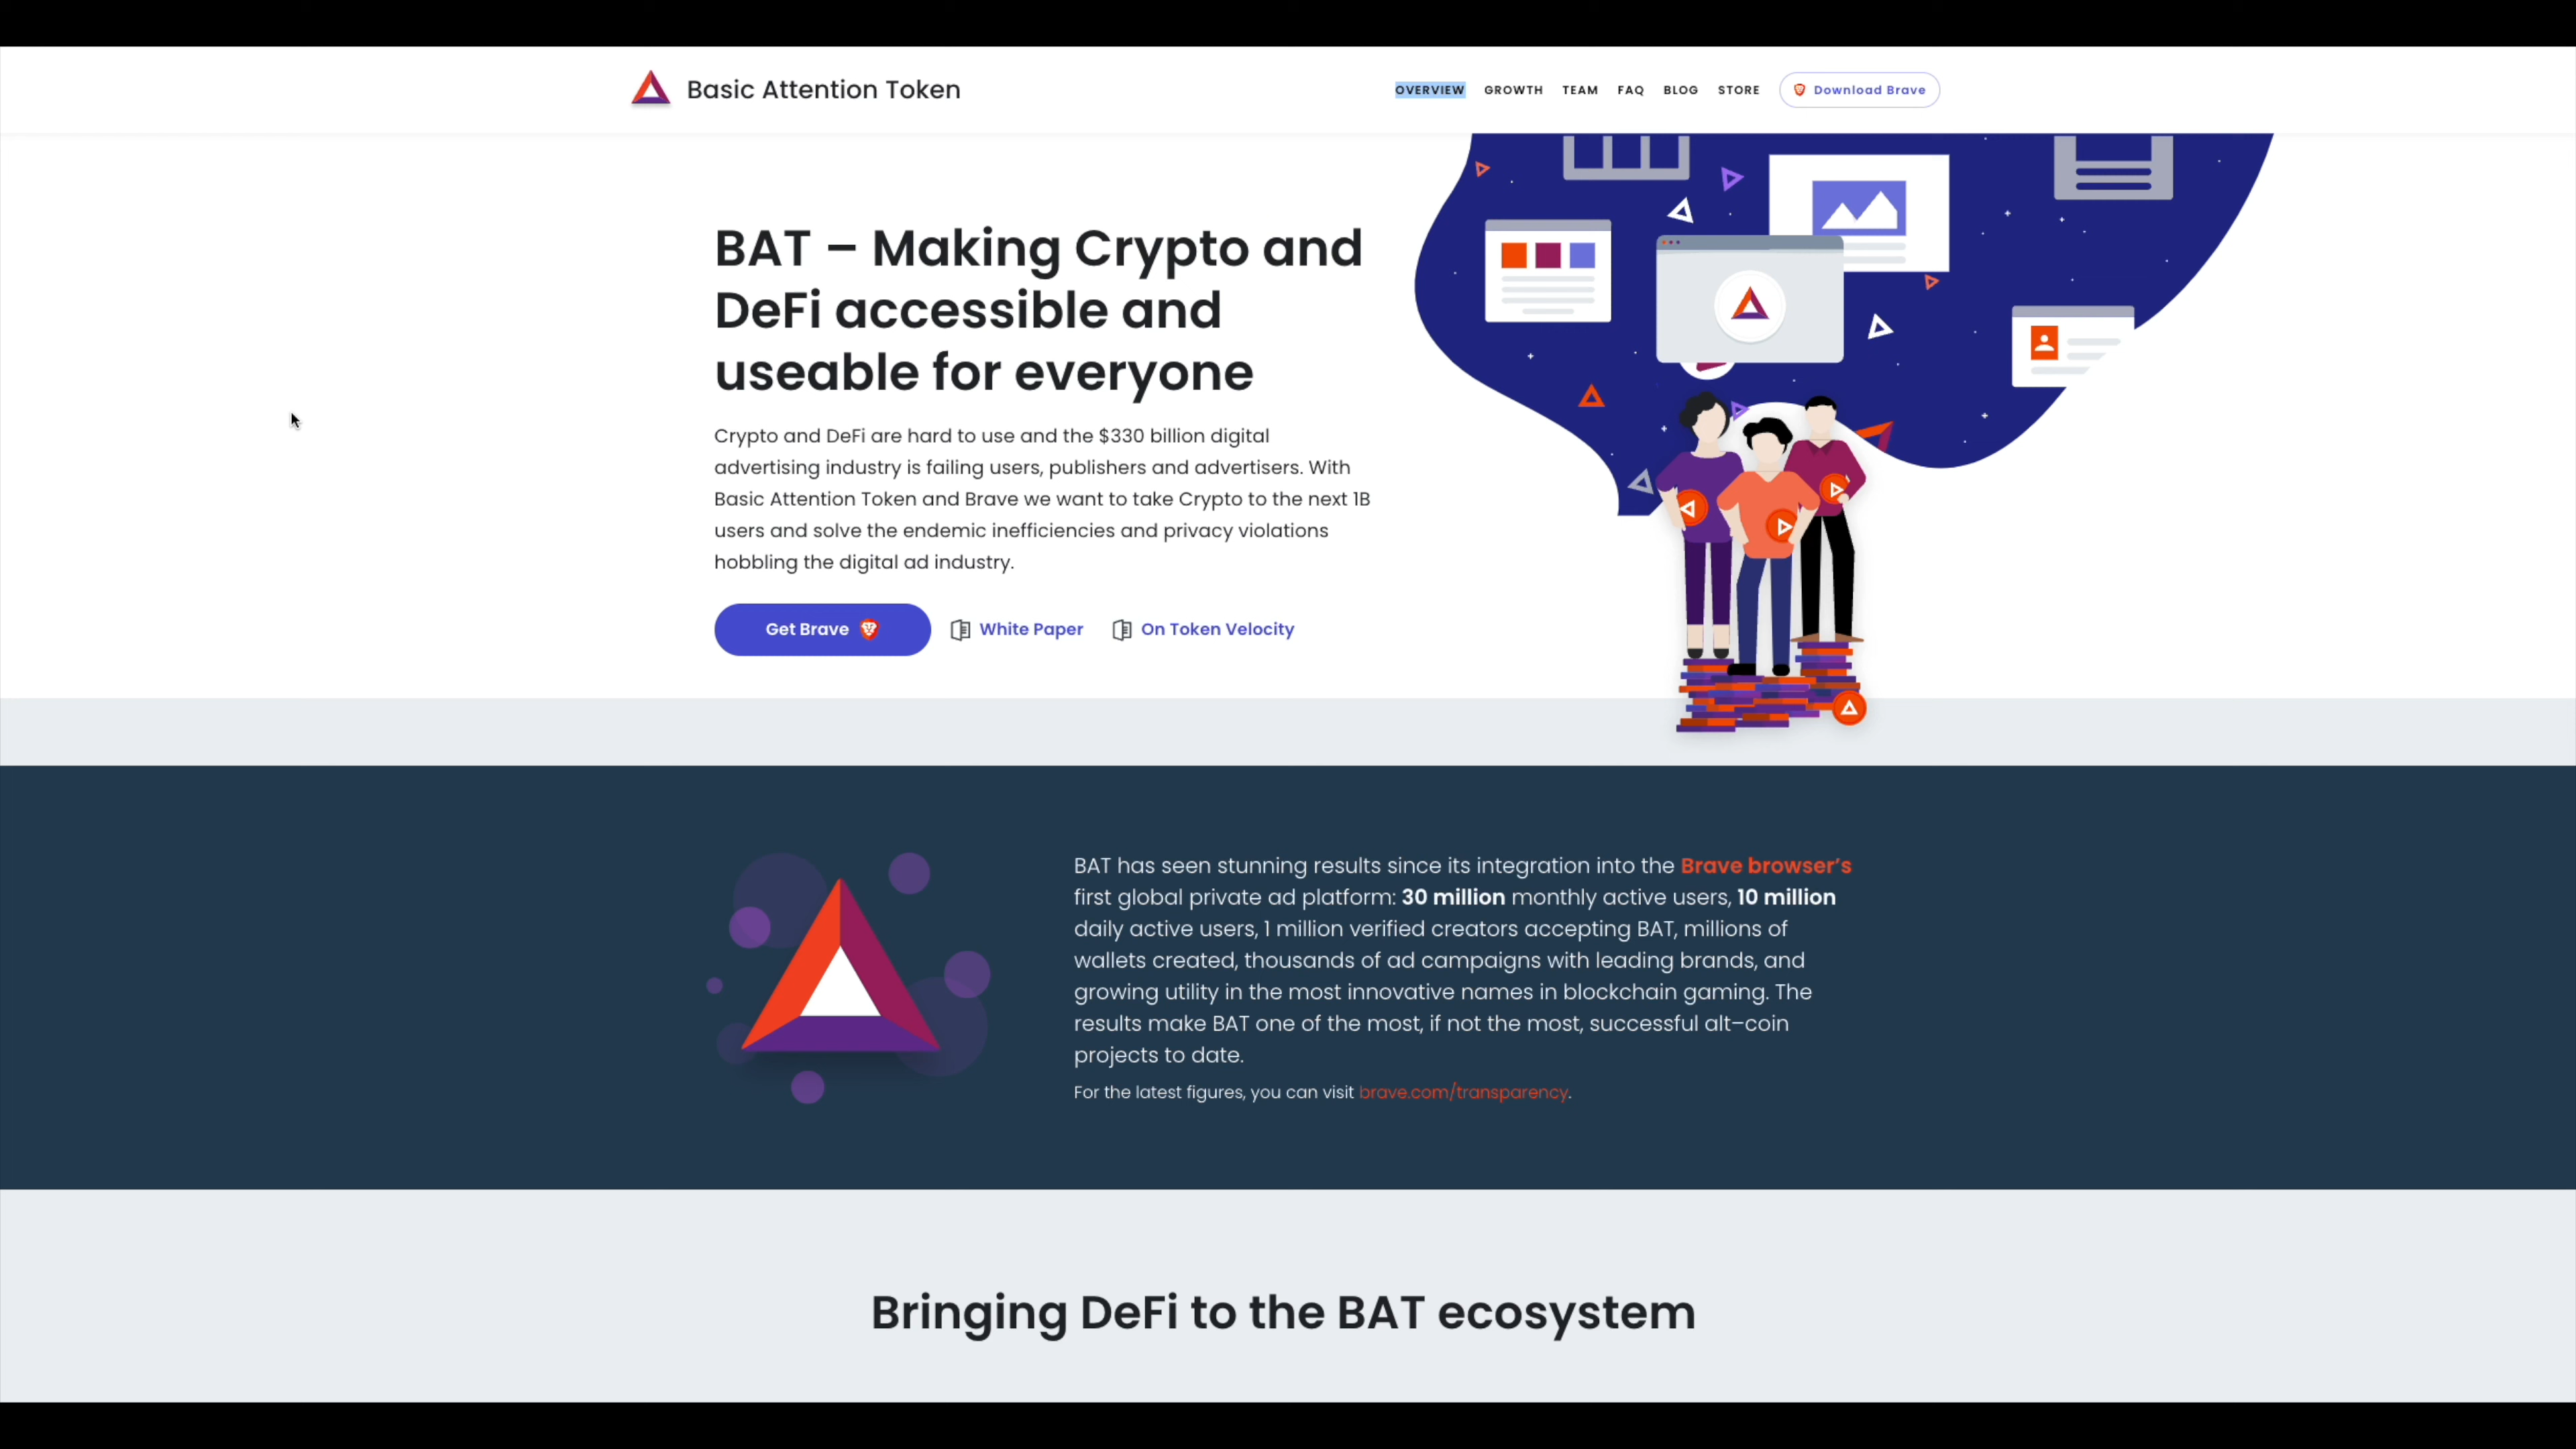 Basic Attention Token
OVERVIEW GROWTH TEAM FAQ BLOG STORE Download Brave
BAT – Making Crypto and
DeFi accessible and
useable for everyone
Crypto and DeFi are hard to use and the $330 billion digital
advertising industry is failing users, publishers and advertisers. With
Basic Attention Token and Brave we want to take Crypto to the next 1B
users and solve the endemic inefficiencies and privacy violations
hobbling the digital ad industry.
Get Brave White Paper On Token Velocity
BAT has seen stunning results since its integration into the Brave browser’s
first global private ad platform: 30 million monthly active users, 10 million
daily active users, 1 million verified creators accepting BAT, millions of
wallets created, thousands of ad campaigns with leading brands, and
growing utility in the most innovative names in blockchain gaming. The
results make BAT one of the most, if not the most, successful alt–coin
projects to date.
For the latest figures, you can visit brave.com/transparency.
Bringing DeFi to the BAT ecosystem